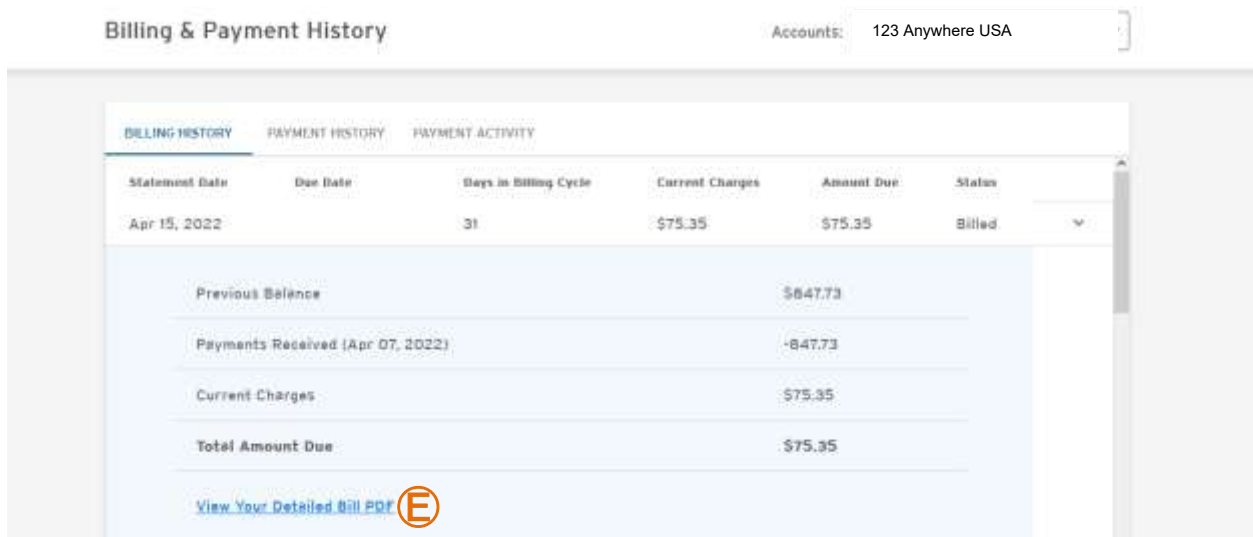 Billing & Payment History
Accounts: 123 Anywhere USA
BILLING HISTORY PAYMENT HISTORY PAYMENT ACTIVITY
Statement Date Due Date Days in Billing Cycle Current Charges Amount Due Status
Apr 15, 2022 31 $75.35 $75.35 Billed
Previous Balance $847.73
Payments Received (Apr 07, 2022) -847.73
Current Charges $75.35
Total Amount Due $75.35
View Your Detailed Bill PDF E